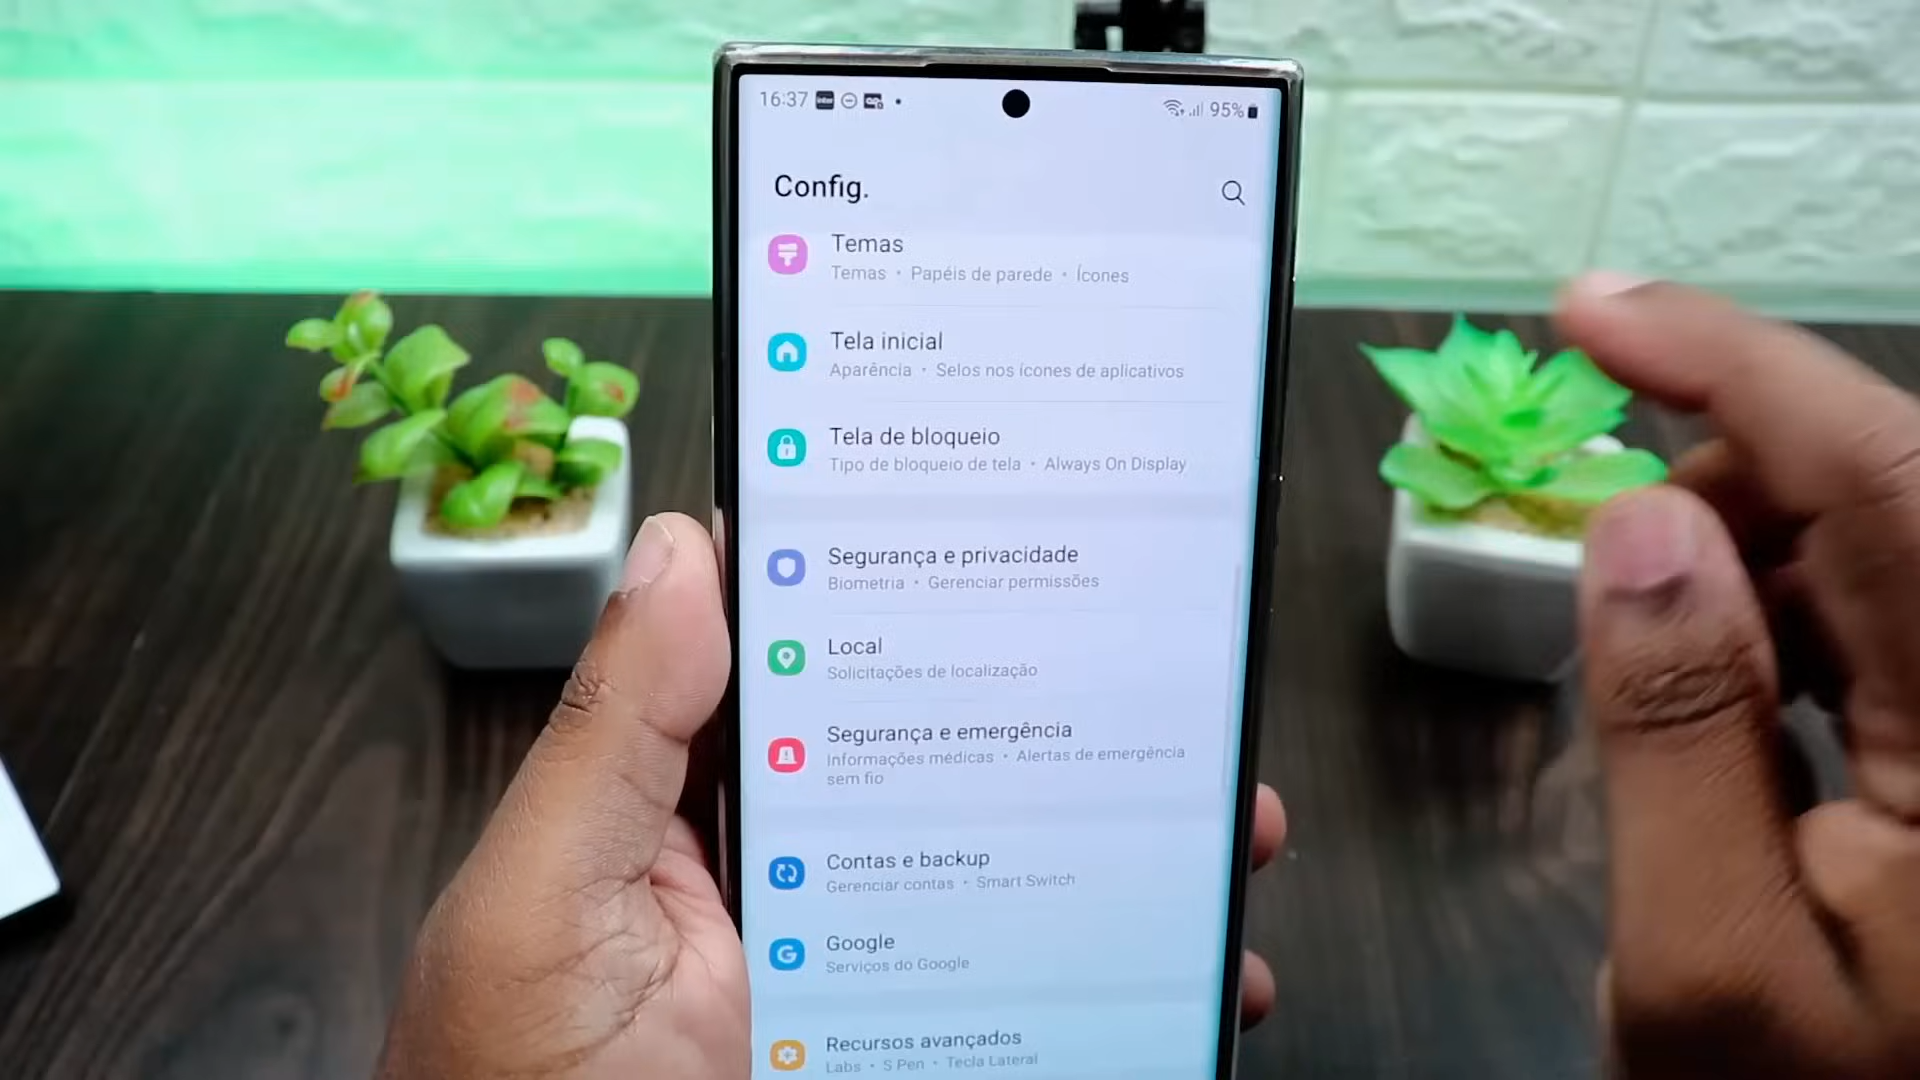 16:37
95%
Config.
Temas
Temas • Papéis de parede • Ícones
Tela inicial
Aparência • Selos nos ícones de aplicativos
Tela de bloqueio
Tipo de bloqueio de tela • Always On Display
Segurança e privacidade
Biometria • Gerenciar permissões
Local
Solicitações de localização
Segurança e emergência
Informações médicas • Alertas de emergência
sem fio
Contas e backup
Gerenciar contas • Smart Switch
Google
Serviços do Google
Recursos avançados
Labs • S Pen • Tecla Lateral